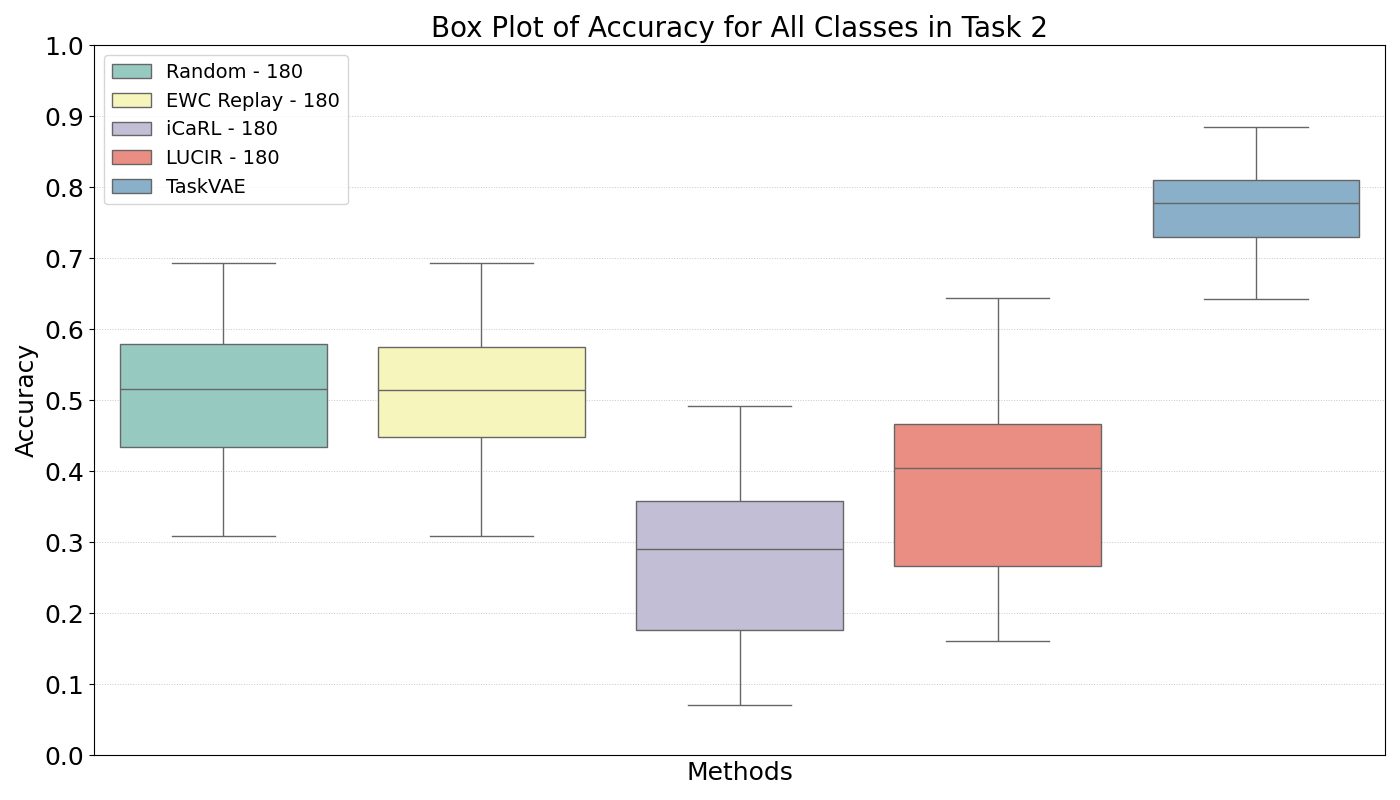 Box Plot of Accuracy for All Classes in Task 2
1.0
0.9
0.8
0.7
0.6
0.5
0.4
0.3
0.2
0.1
0.0
Accuracy
Random - 180
EWC Replay - 180
iCaRL - 180
LUCIR - 180
TaskVAE
Methods